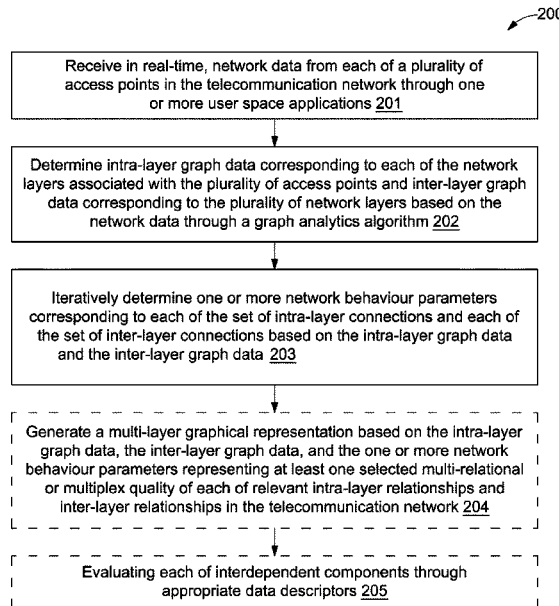 200
Receive in real-time, network data from each of a plurality of
access points in the telecommunication network through one
or more user space applications 201
Determine intra-layer graph data corresponding to each of the network
layers associated with the plurality of access points and inter-layer graph
data corresponding to the plurality of network layers based on the
network data through a graph analytics algorithm 202
Iteratively determine one or more network behaviour parameters
corresponding to each of the set of intra-layer connections and each of
the set of inter-layer connections based on the intra-layer graph data
and the inter-layer graph data 203
Generate a multi-layer graphical representation based on the intra-layer
graph data, the inter-layer graph data, and the one or more network
behaviour parameters representing at least one selected multi-relational
or multiplex quality of each of relevant intra-layer relationships and
inter-layer relationships in the telecommunication network 204
Evaluating each of interdependent components through
appropriate data descriptors 205